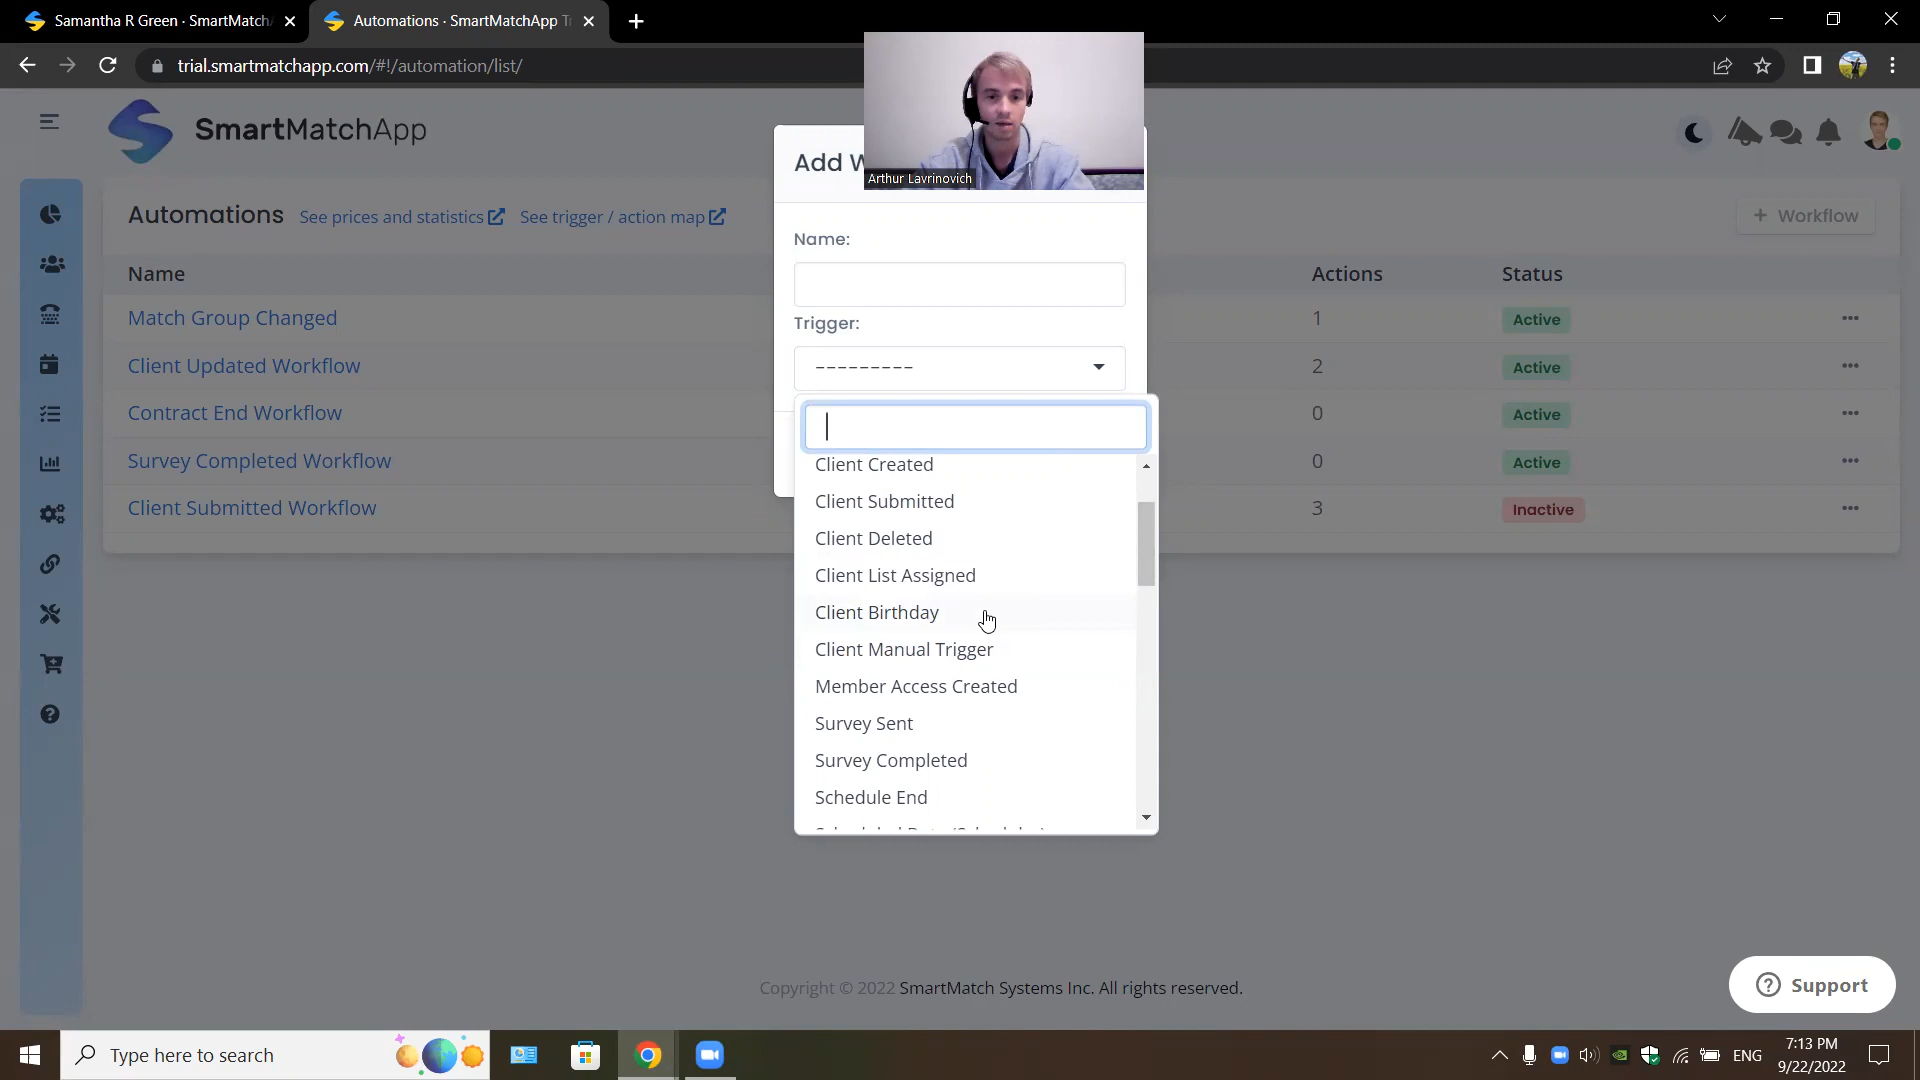 Samantha R Green · SmartMatch
Automations · SmartMatchApp T
trial.smartmatchapp.com/#!/automation/list/
SmartMatchApp
Arthur Lavrinovich
Add
Automations
See prices and statistics
See trigger / action map
+ Workflow
Name:
Name
Actions
Status
Match Group Changed
1
Active
Trigger:
Client Updated Workflow
---------
2
Active
Contract End Workflow
0
Active
Survey Completed Workflow
0
Active
Client Submitted Workflow
3
Inactive
Client Created
Client Submitted
Client Deleted
Client List Assigned
Client Birthday
Client Manual Trigger
Member Access Created
Survey Sent
Survey Completed
Schedule End
Copyright © 2022 SmartMatch Systems Inc. All rights reserved.
Support
Type here to search
ENG
7:13 PM
9/22/2022